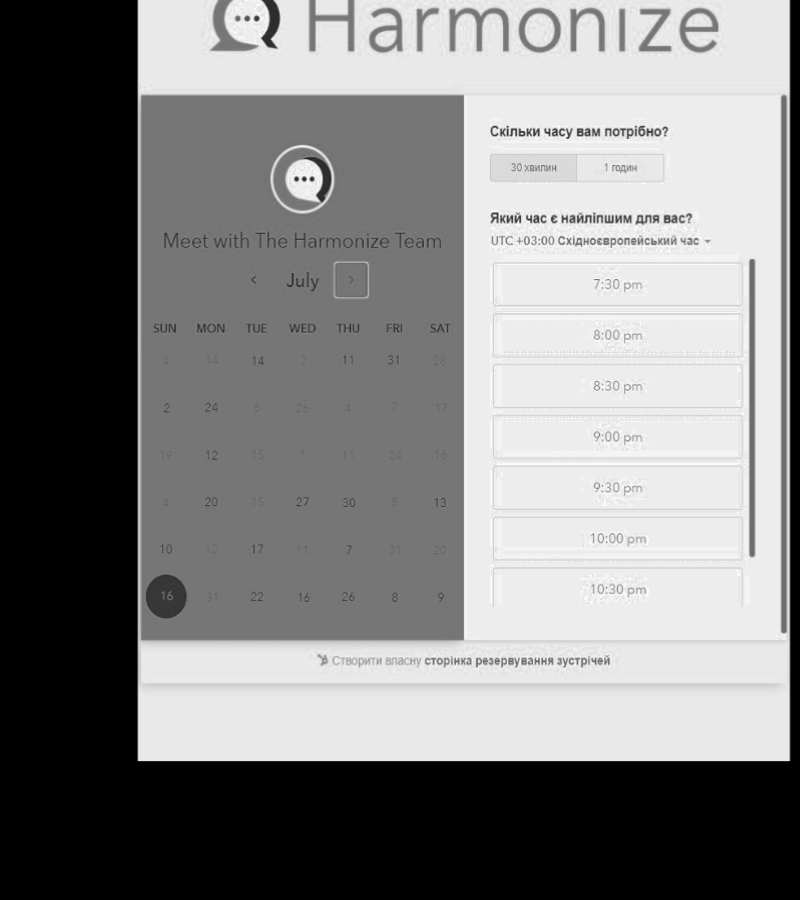 Harmonize
Meet with The Harmonize Team
July
SUN MON TUE WED THU FRI SAT
4 14 14 2 11 31 28
2 24 6 26 4 7 17
19 12 15 1 11 24 16
4 20 15 27 30 8 13
10 12 17 11 7 31 20
16 31 22 16 26 8 9
Скільки часу вам потрібно?
30 хвилин 1 годин
Який час є найліпшим для вас?
UTC +03:00 Східноєвропейський час
7:30 pm
8:00 pm
8:30 pm
9:00 pm
9:30 pm
10:00 pm
10:30 pm
Створити власну сторінка резервування зустрічей